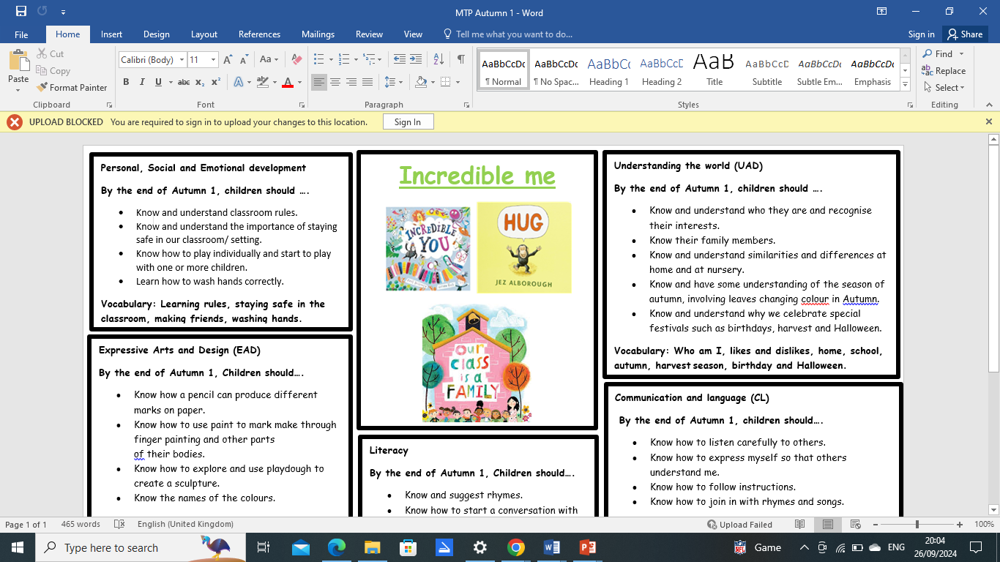 MTP Autumn 1 - Word
File Home Insert Design Layout References Mailings Review View Tell me what you want to do... Sign in Share
Paste
Cut
Copy
Format Painter
Clipboard
Calibri (Body) 11
Font
Paragraph
AaBbCcDc AaBbCcDc AaBbCc AaBbCcD AaB AaBbCcD AaBbCcDc AaBbCcDc
¶ Normal ¶ No Spac... Heading 1 Heading 2 Title Subtitle Subtle Em... Emphasis
Styles
Find
Replace
Select
Editing
UPLOAD BLOCKED You are required to sign in to upload your changes to this location. Sign In
Personal, Social and Emotional development
By the end of Autumn 1, children should ....
• Know and understand classroom rules.
• Know and understand the importance of staying
safe in our classroom/ setting.
• Know how to play individually and start to play
with one or more children.
• Learn how to wash hands correctly.
Vocabulary: Learning rules, staying safe in the
classroom, making friends, washing hands.
Expressive Arts and Design (EAD)
By the end of Autumn 1, Children should….
• Know how a pencil can produce different
marks on paper.
• Know how to use paint to mark make through
finger painting and other parts
of their bodies.
• Know how to explore and use playdough to
create a sculpture.
• Know the names of the colours.
Incredible me
INCREDIBLE
YOU
HUG
JEZ ALBOROUGH
OUR
CLASS
IS A
FAMILY
Literacy
By the end of Autumn 1, Children should….
• Know and suggest rhymes.
• Know how to start a conversation with
Understanding the world (UAD)
By the end of Autumn 1, children should ….
• Know and understand who they are and recognise
their interests.
• Know their family members.
• Know and understand similarities and differences at
home and at nursery.
• Know and have some understanding of the season of
autumn, involving leaves changing colour in Autumn.
• Know and understand why we celebrate special
festivals such as birthdays, harvest and Halloween.
Vocabulary: Who am I, likes and dislikes, home, school,
autumn, harvest season, birthday and Halloween.
Communication and language (CL)
By the end of Autumn 1, children should….
• Know how to listen carefully to others.
• Know how to express myself so that others
understand me.
• Know how to follow instructions.
• Know how to join in with rhymes and songs.
Page 1 of 1 465 words English (United Kingdom) Upload Failed 100%
Type here to search Game ENG 20:04
26/09/2024